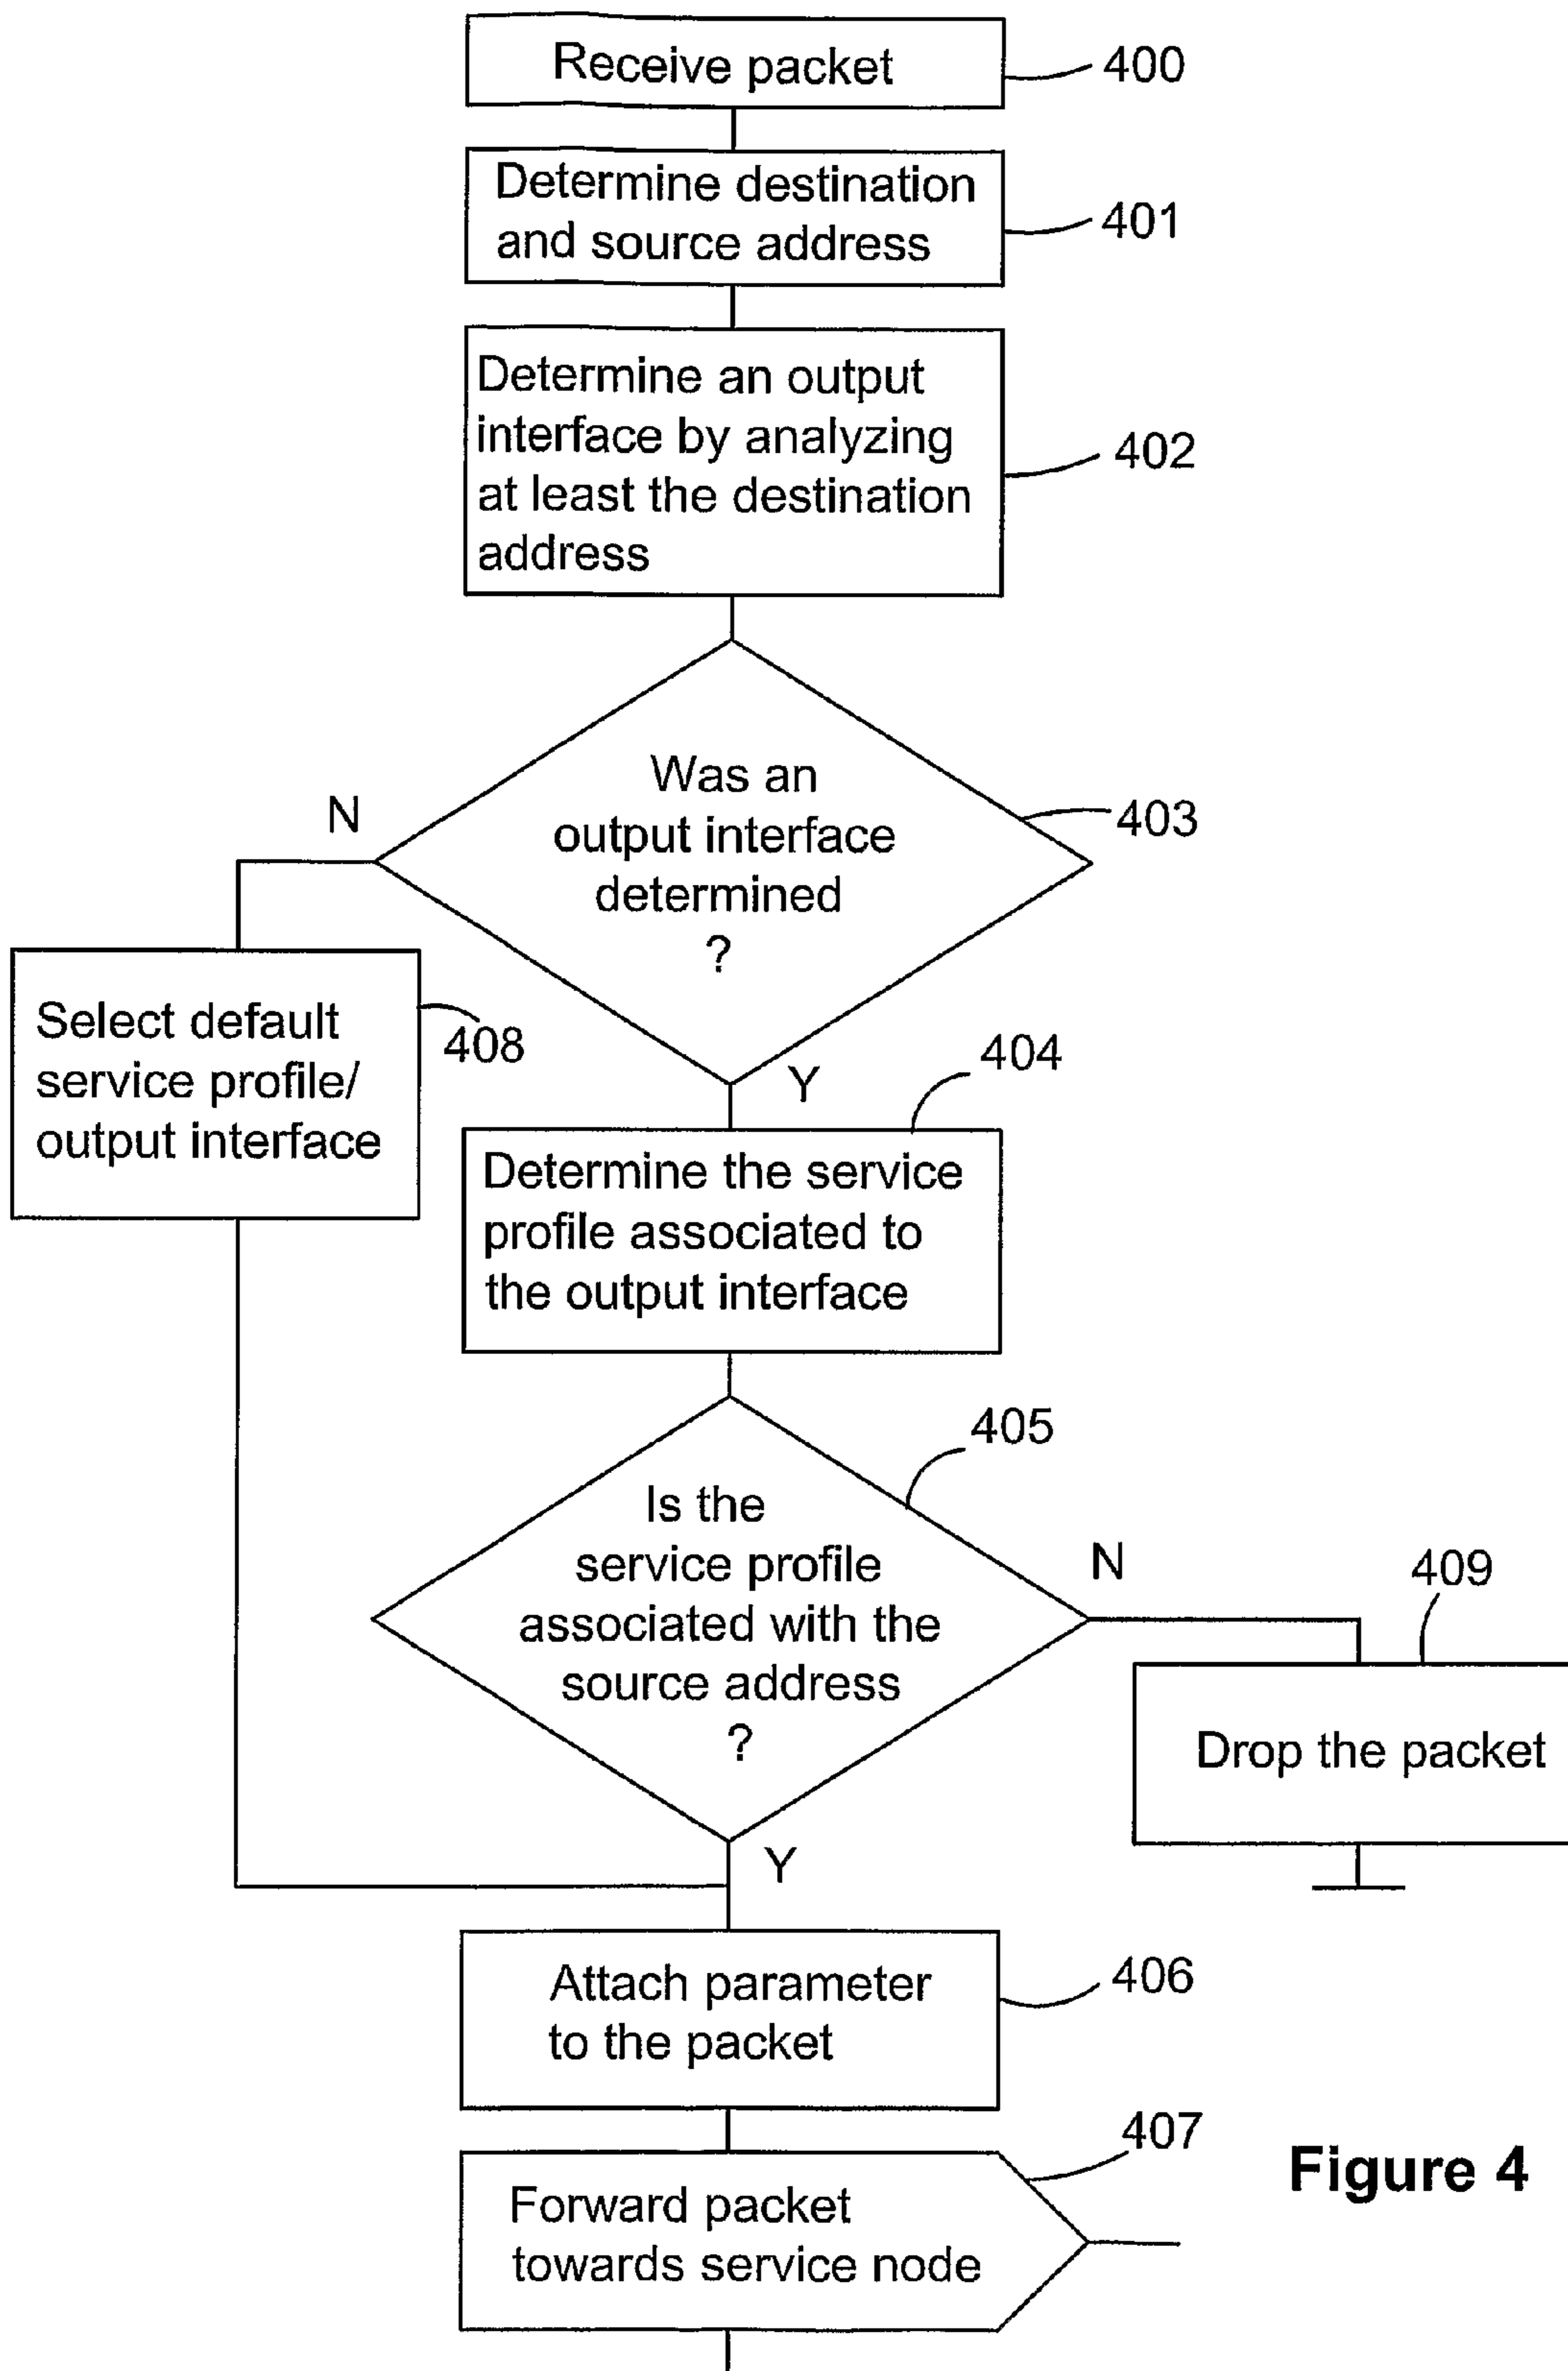 Receive packet
400
Determine destination
and source address
401
Determine an output
interface by analyzing
at least the destination
address
402
Was an
output interface
determined
?
403
N
Select default
service profile/
output interface
408
Y
404
Determine the service
profile associated to
the output interface
405
Is the
service profile
associated with the
source address
?
N
409
Drop the packet
Y
Attach parameter
to the packet
406
407
Forward packet
towards service node
Figure 4